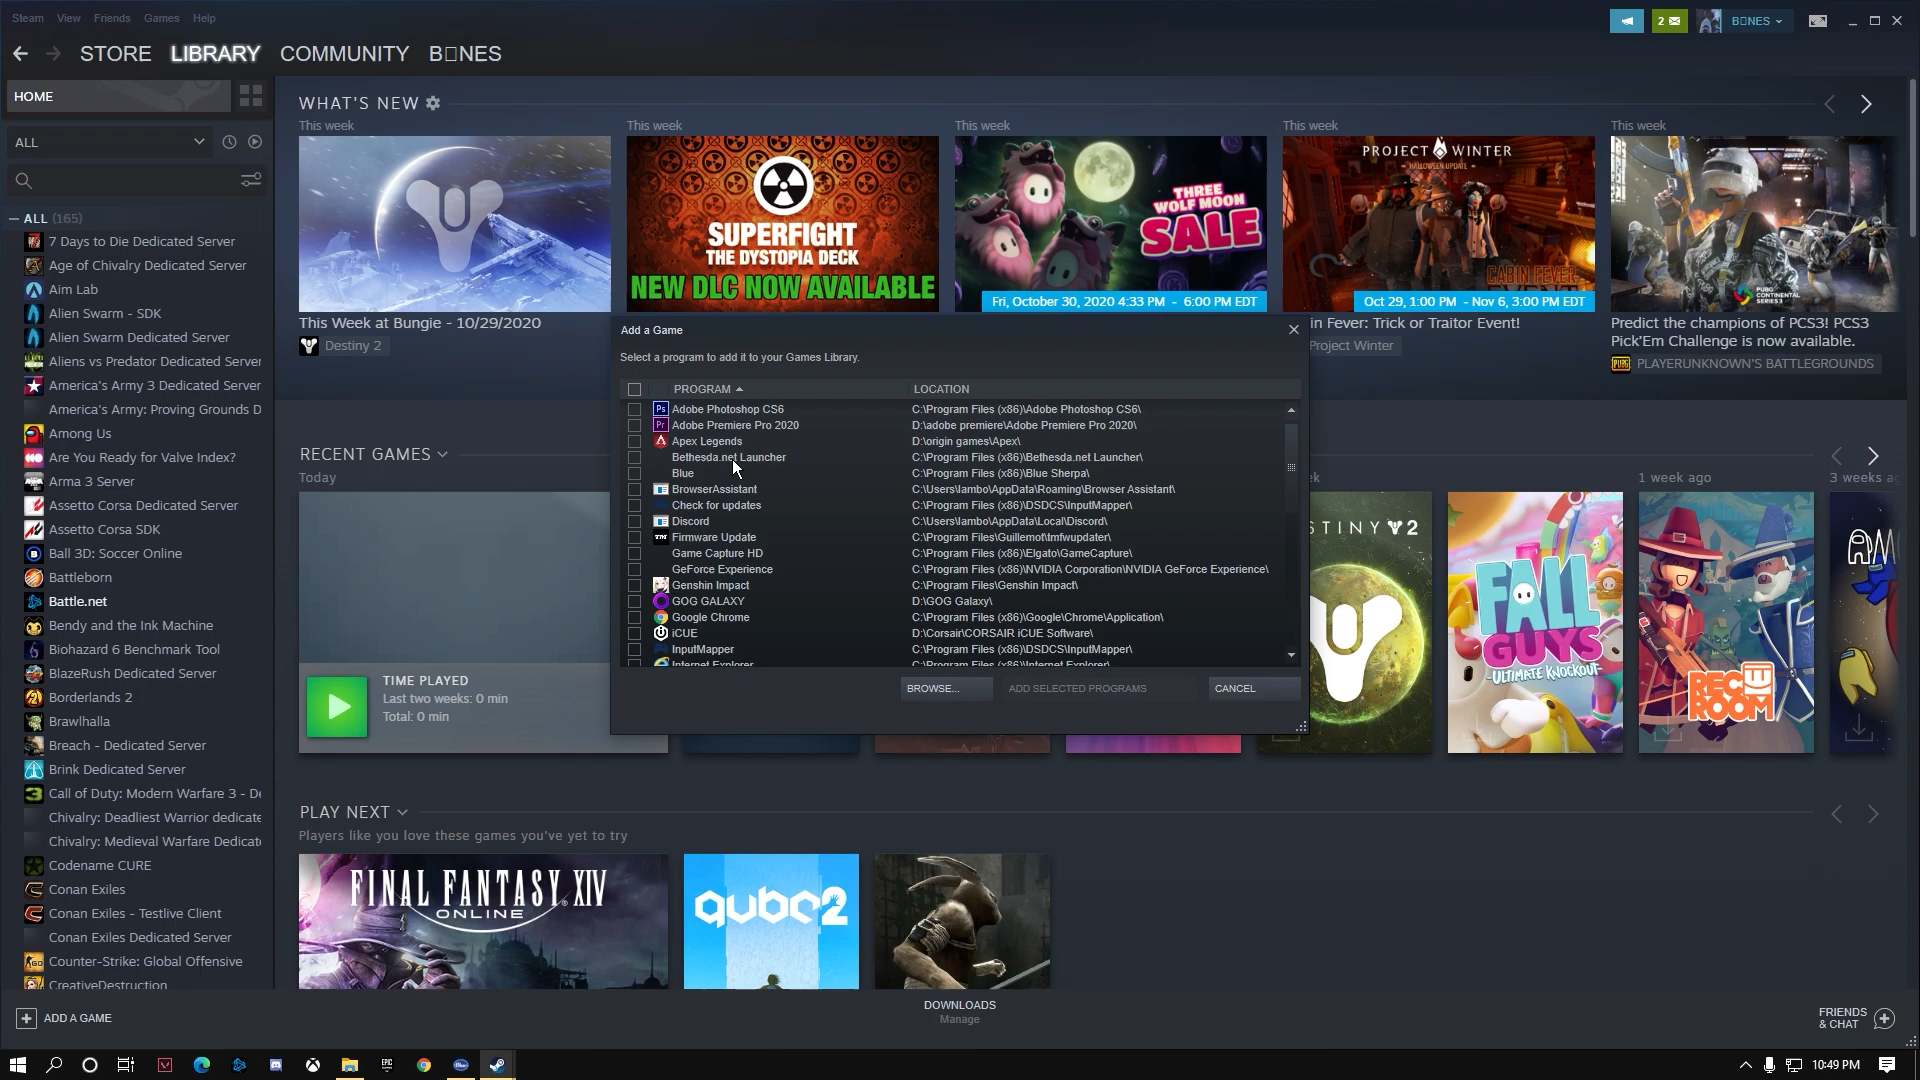 Steam View Friends Games Help
2
B▯NES
STORE LIBRARY COMMUNITY B▯NES
HOME
ALL
ALL (165)
7 Days to Die Dedicated Server
Age of Chivalry Dedicated Server
Aim Lab
Alien Swarm - SDK
Alien Swarm Dedicated Server
Aliens vs Predator Dedicated Server
America's Army 3 Dedicated Server
America's Army: Proving Grounds D
Among Us
Are You Ready for Valve Index?
Arma 3 Server
Assetto Corsa Dedicated Server
Assetto Corsa SDK
Ball 3D: Soccer Online
Battleborn
Battle.net
Bendy and the Ink Machine
Biohazard 6 Benchmark Tool
BlazeRush Dedicated Server
Borderlands 2
Brawlhalla
Breach - Dedicated Server
Brink Dedicated Server
Call of Duty: Modern Warfare 3 - De
Chivalry: Deadliest Warrior dedicate
Chivalry: Medieval Warfare Dedicate
Codename CURE
Conan Exiles
Conan Exiles - Testlive Client
Conan Exiles Dedicated Server
Counter-Strike: Global Offensive
CreativeDestruction
ADD A GAME
WHAT'S NEW
This week
This Week at Bungie - 10/29/2020
Destiny 2
This week
SUPERFIGHT
THE DYSTOPIA DECK
NEW DLC NOW AVAILABLE
This week
THREE
WOLF MOON
SALE
Fri, October 30, 2020 4:33 PM - 6:00 PM EDT
This week
PROJECT WINTER
HALLOWEEN UPDATE
CABIN FEVER
Oct 29, 1:00 PM - Nov 6, 3:00 PM EDT
in Fever: Trick or Traitor Event!
Project Winter
This week
PUBG
CONTINENTAL
SERIES 3
Predict the champions of PCS3! PCS3
Pick'Em Challenge is now available.
PUBG
PLAYERUNKNOWN'S BATTLEGROUNDS
Add a Game
Select a program to add it to your Games Library.
PROGRAM LOCATION
Ps Adobe Photoshop CS6 C:\Program Files (x86)\Adobe Photoshop CS6\
Pr Adobe Premiere Pro 2020 D:\adobe premiere\Adobe Premiere Pro 2020\
Apex Legends D:\origin games\Apex\
Bethesda.net Launcher C:\Program Files (x86)\Bethesda.net Launcher\
Blue C:\Program Files (x86)\Blue Sherpa\
BrowserAssistant C:\Users\Iambo\AppData\Roaming\Browser Assistant\
Check for updates C:\Program Files (x86)\DSDCS\InputMapper\
Discord C:\Users\Iambo\AppData\Local\Discord\
Firmware Update C:\Program Files\Guillemot\tmfwupdater\
Game Capture HD C:\Program Files (x86)\Elgato\GameCapture\
GeForce Experience C:\Program Files (x86)\NVIDIA Corporation\NVIDIA GeForce Experience\
Genshin Impact C:\Program Files\Genshin Impact\
GOG GALAXY D:\GOG Galaxy\
Google Chrome C:\Program Files (x86)\Google\Chrome\Application\
iCUE D:\Corsair\CORSAIR iCUE Software\
InputMapper C:\Program Files (x86)\DSDCS\InputMapper\
Internet Explorer C:\Program Files (x86)\Internet Explorer\
BROWSE... ADD SELECTED PROGRAMS CANCEL
RECENT GAMES
Today
TIME PLAYED
Last two weeks: 0 min
Total: 0 min
ek
STINY 2
FALL
GUYS
-ULTIMATE KNOCKOUT-
1 week ago
REC
ROOM
3 weeks ag
AM
PLAY NEXT
Players like you love these games you've yet to try
FINAL FANTASY XIV
ONLINE
qube2
DOWNLOADS
Manage
FRIENDS
& CHAT
EPIC
10:49 PM